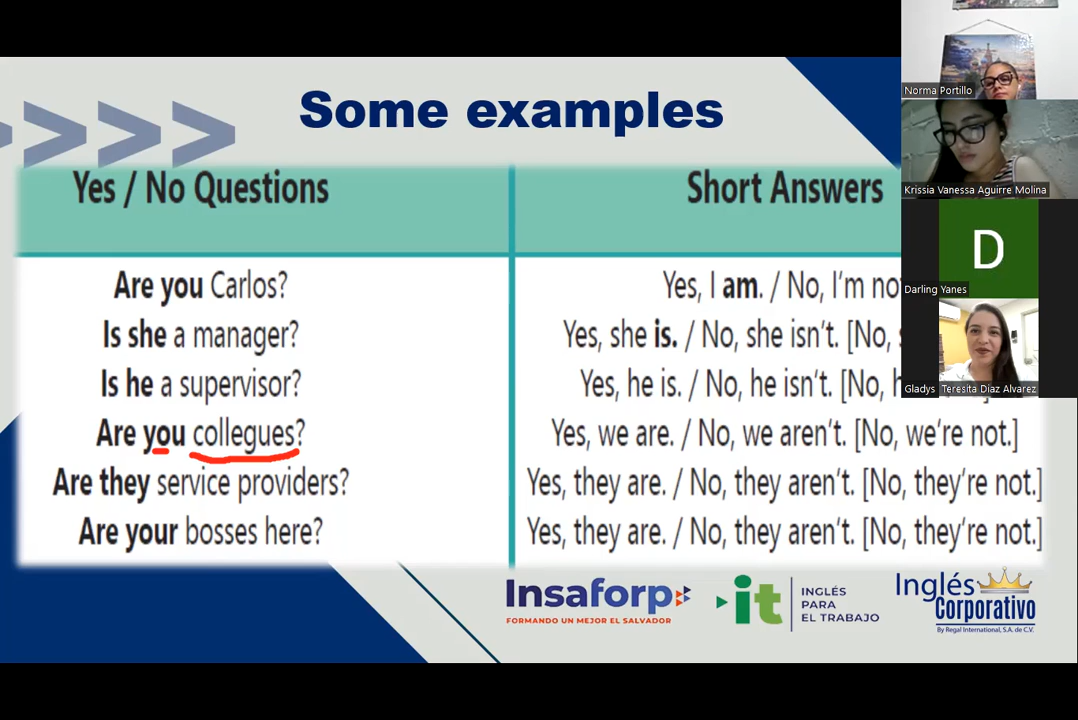 Some examples
Yes / No Questions
Short Answers
Are you Carlos?
Yes, I am. / No, I'm no
Is she a manager?
Yes, she is. / No, she isn't. [No,
Is he a supervisor?
Yes, he is. / No, he isn't. [No,
Are you collegues?
Yes, we are. / No, we aren't. [No, we're not.]
Are they service providers?
Yes, they are. / No, they aren't. [No, they're not.]
Are your bosses here?
Yes, they are. / No, they aren't. [No, they're not.]
Insaforp
FORMANDO UN MEJOR EL SALVADOR
it
INGLÉS
PARA
EL TRABAJO
Inglés
Corporativo
By Regal International, S.A. de C.V.
Norma Portillo
Krissia Vanessa Aguirre Molina
D
Darling Yanes
Gladys Teresita Diaz Alvarez